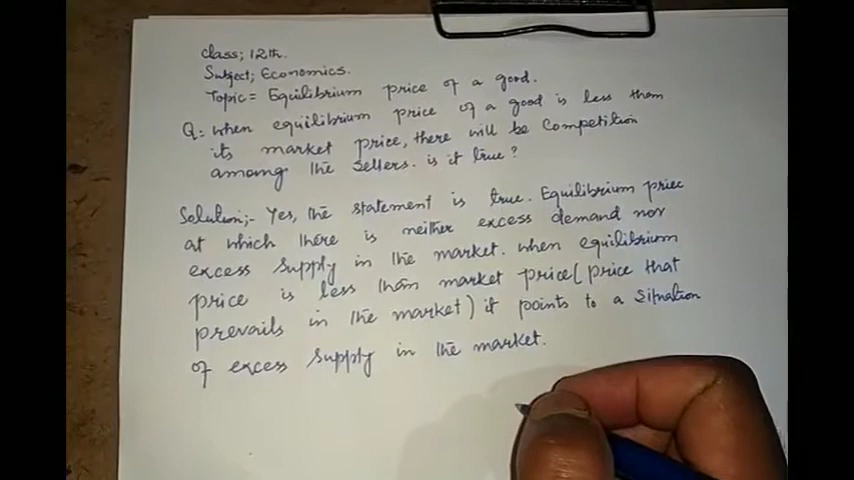 Class; 12th.
Subject; Economics.
Topic= Equilibrium price of a good.
Q: when equilibrium price of a good is less than
its market price, there will be competition
among the sellers. is it true?
Solution;- Yes, the statement is true. Equilibrium price
at which there is neither excess demand nor
excess supply in the market. when equilibrium
price is less than market price (price that
prevails in the market) it points to a situation
of excess supply in the market.